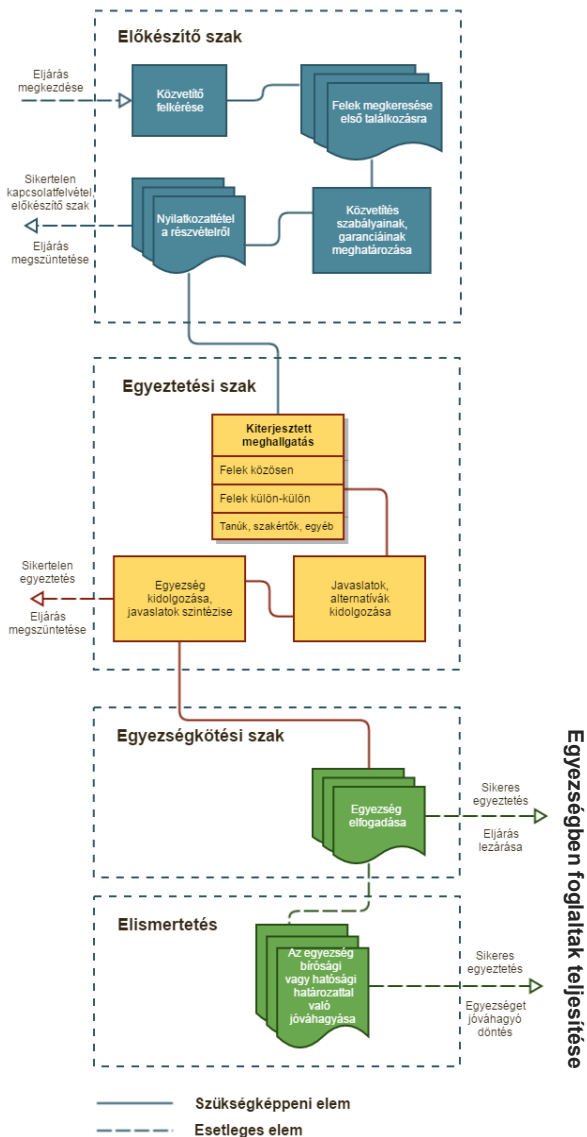 Előkészítő szak
Eljárás
megkezdése
Közvetítő
felkérése
Felek megkeresése
első találkozásra
Sikertelen
kapcsolatfelvétel,
előkészítő szak
Eljárás
megszüntetése
Nyilatkozattétel
a részvételről
Közvetítés
szabályainak,
garanciáinak
meghatározása
Egyeztetési szak
Kiterjesztett
meghallgatás
Felek közösen
Felek külön-külön
Tanúk, szakértők, egyéb
Sikertelen
egyeztetés
Eljárás
megszüntetése
Egyezség
kidolgozása,
javaslatok szintézise
Javaslatok,
alternatívák
kidolgozása
Egyezségkötési szak
Egyezség
elfogadása
Sikeres
egyeztetés
Eljárás
lezárása
Elismertetés
Az egyezség
bírósági
vagy hatósági
határozattal
való
jóváhagyása
Sikeres
egyeztetés
Egyezséget
jóváhagyó
döntés
Egyezségben foglaltak teljesítése
Szükségképpeni elem
Esetleges elem